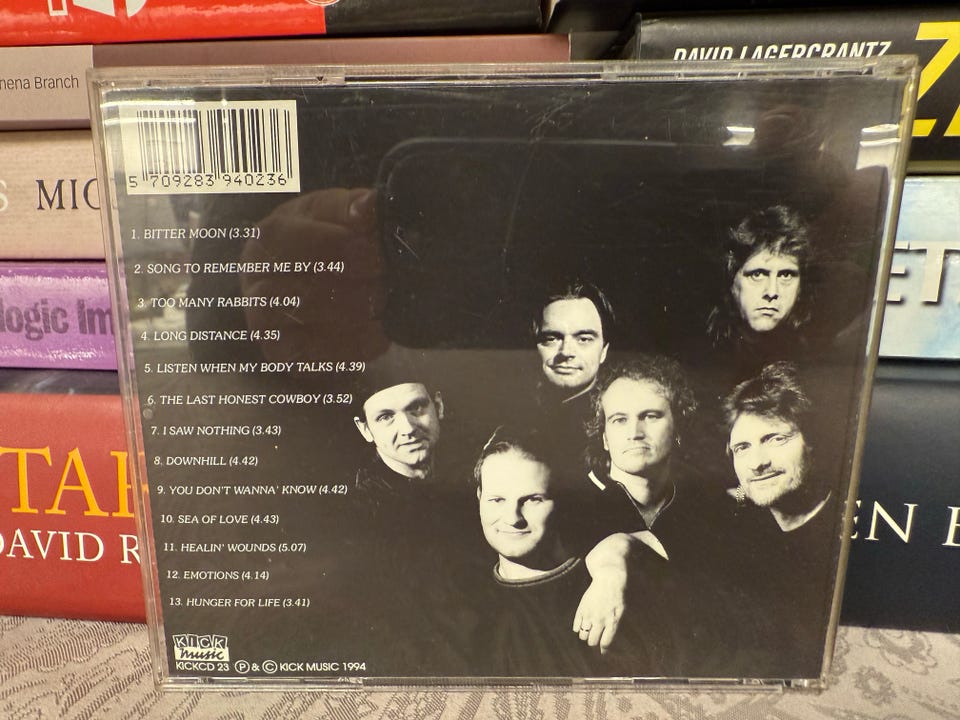 nena Branch
DAVID LAGERCRANTZ
MIC
ogic Im
TAK
DAVID R
ET
EN E
5 709283 940236
1. BITTER MOON (3.31)
2. SONG TO REMEMBER ME BY (3.44)
3. TOO MANY RABBITS (4.04)
4. LONG DISTANCE (4.35)
5. LISTEN WHEN MY BODY TALKS (4.39)
6. THE LAST HONEST COWBOY (3.52)
7. I SAW NOTHING (3.43)
8. DOWNHILL (4.42)
9. YOU DON'T WANNA' KNOW (4.42)
10. SEA OF LOVE (4.43)
11. HEALIN' WOUNDS (5.07)
12. EMOTIONS (4.14)
13. HUNGER FOR LIFE (3.41)
KICK
music
KICKCD 23 Ⓟ & © KICK MUSIC 1994